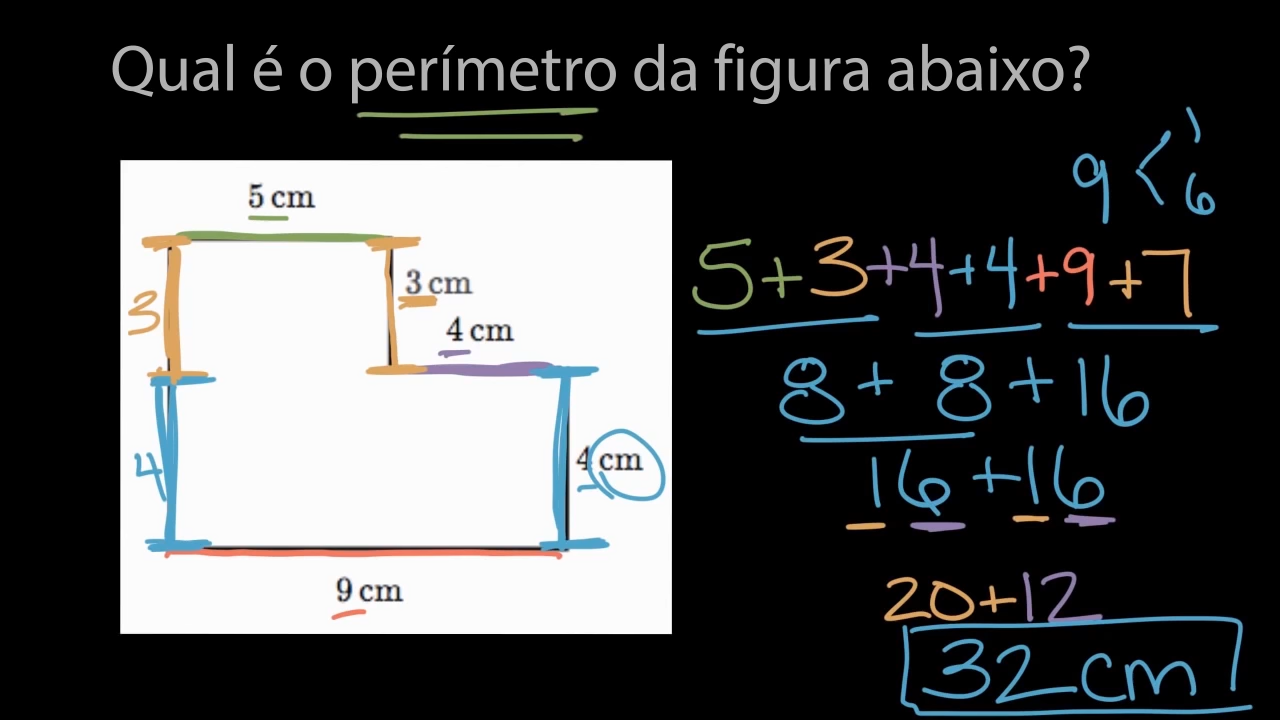 Qual é o perímetro da figura abaixo?
9 < 1
6
5 cm
5+3+4+4+9+7
3 cm
3
4 cm
8 + 8 + 16
4
4 cm
16 + 16
9 cm
20+12
32 cm